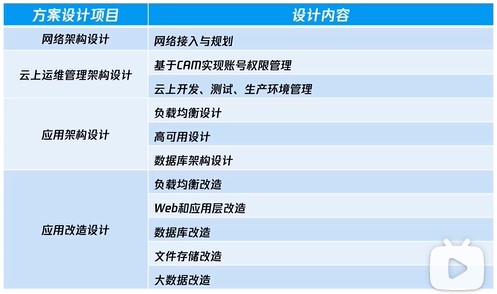 方案设计项目 设计内容
网络架构设计 网络接入与规划
云上运维管理架构设计 基于CAM实现账号权限管理
云上开发、测试、生产环境管理
应用架构设计 负载均衡设计
高可用设计
数据库架构设计
应用改造设计 负载均衡改造
Web和应用层改造
数据库改造
文件存储改造
大数据改造